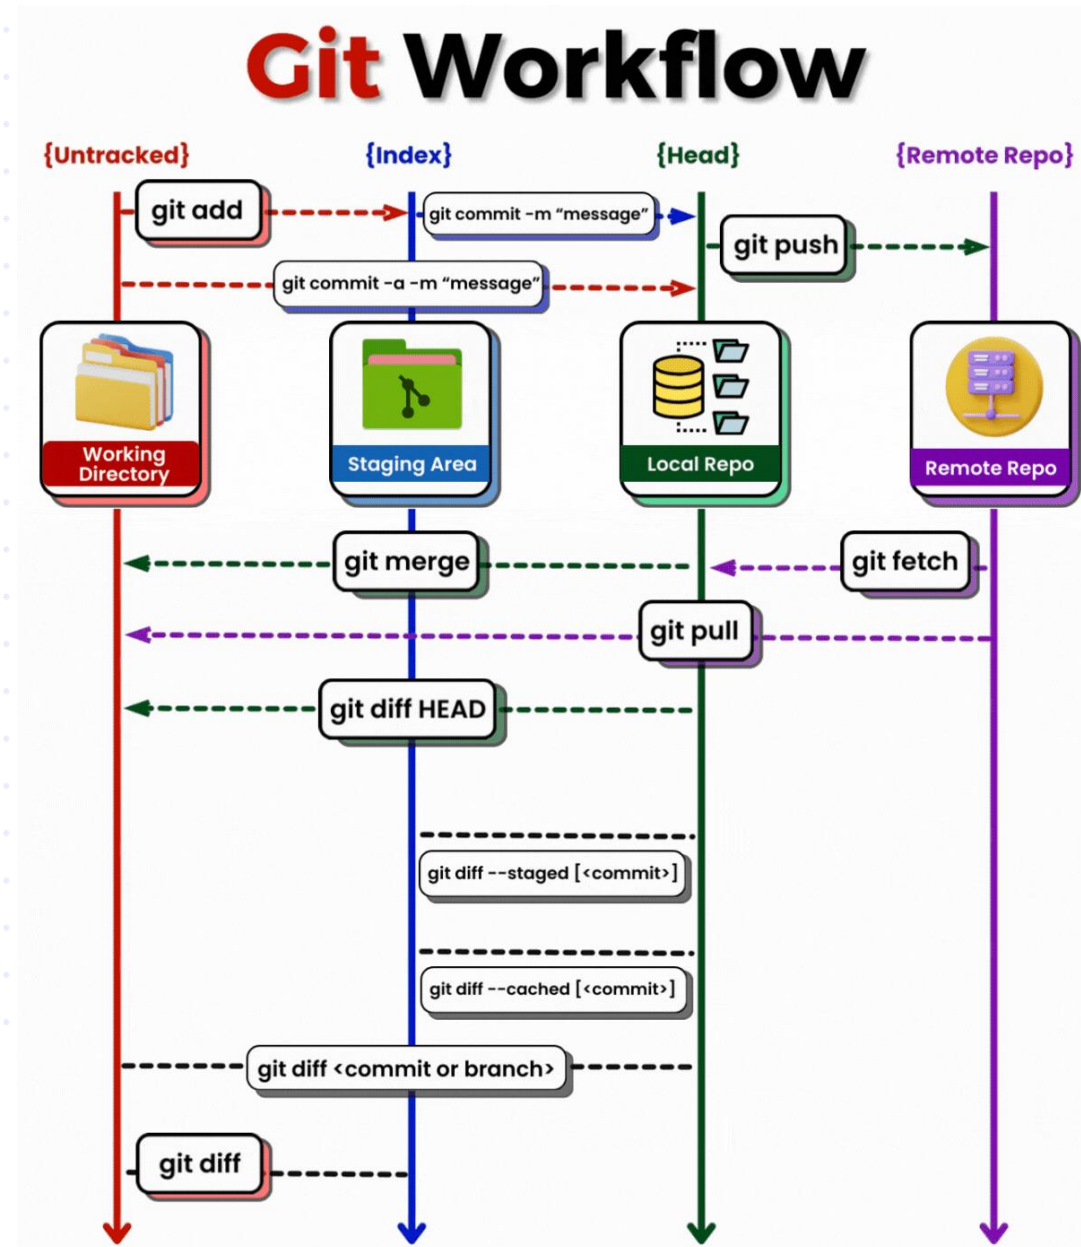 Git Workflow
{Untracked}
{Index}
{Head}
{Remote Repo}
git add
git commit -m “message”
git push
git commit -a -m “message”
Working
Directory
Staging Area
Local Repo
Remote Repo
git merge
git fetch
git pull
git diff HEAD
git diff --staged [<commit>]
git diff --cached [<commit>]
git diff <commit or branch>
git diff